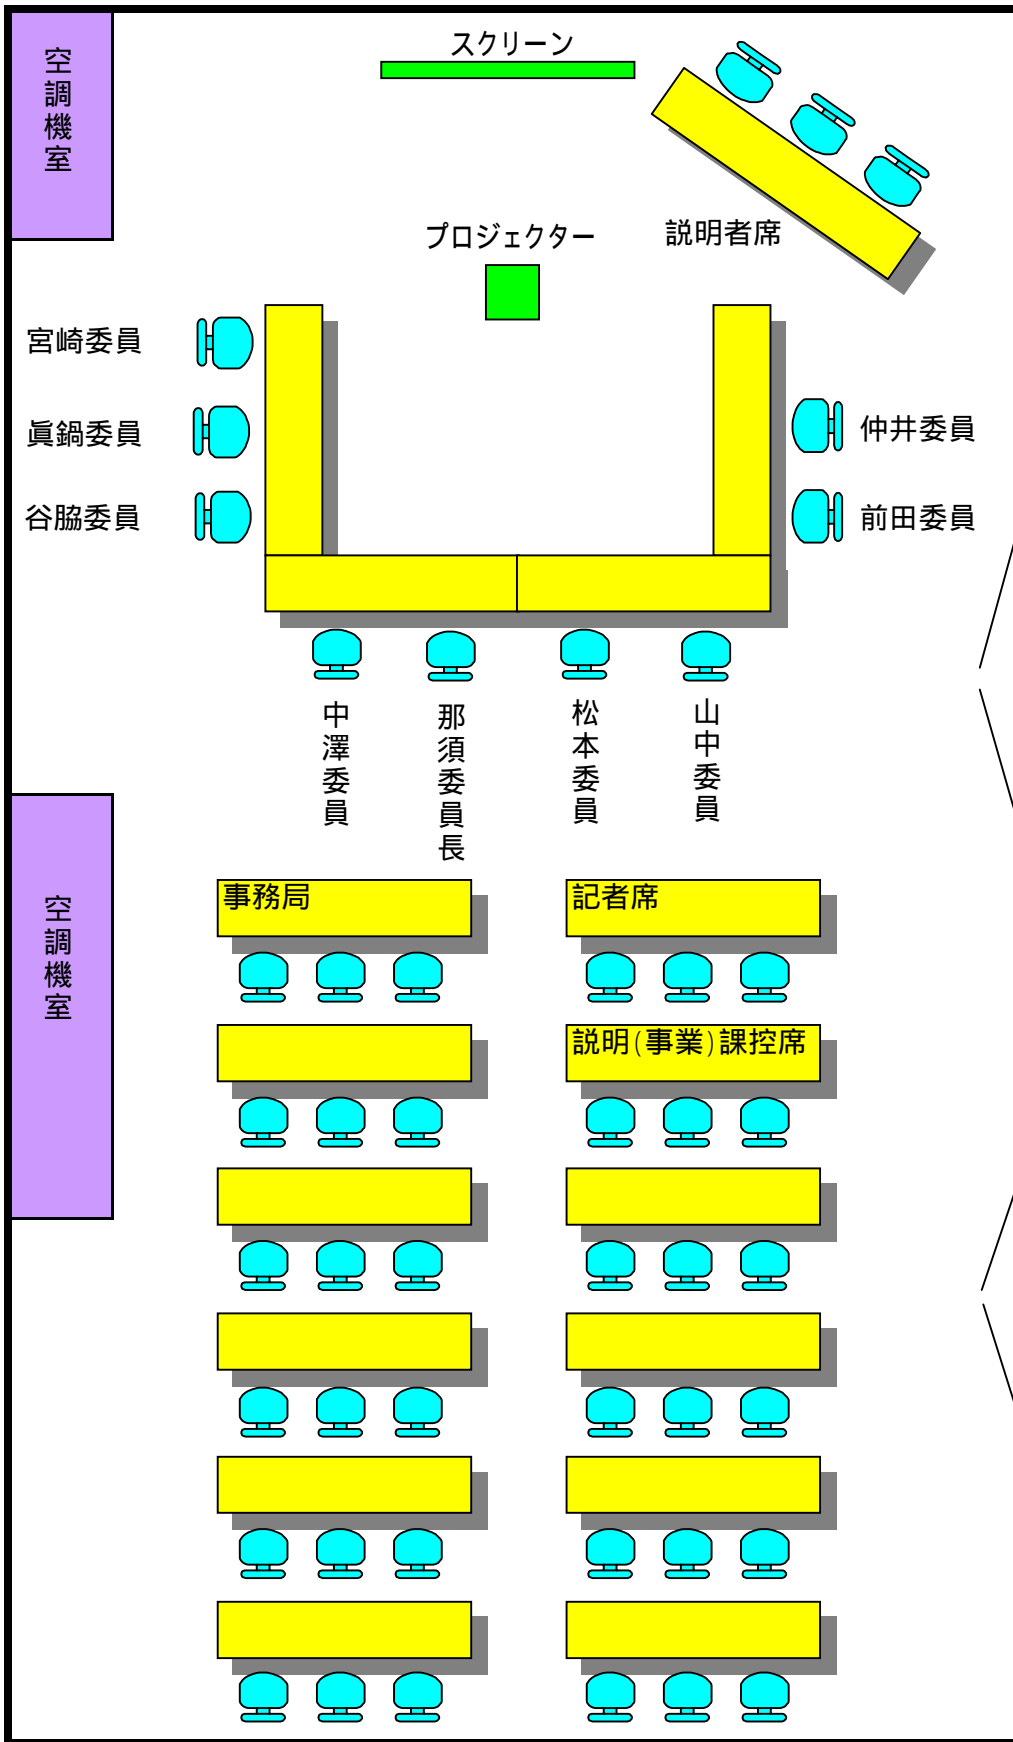 空調機室
スクリーン
プロジェクター
説明者席
宮崎委員
眞鍋委員
谷脇委員
仲井委員
前田委員
中澤委員
那須委員長
松本委員
山中委員
空調機室
事務局
記者席
説明(事業)課控席